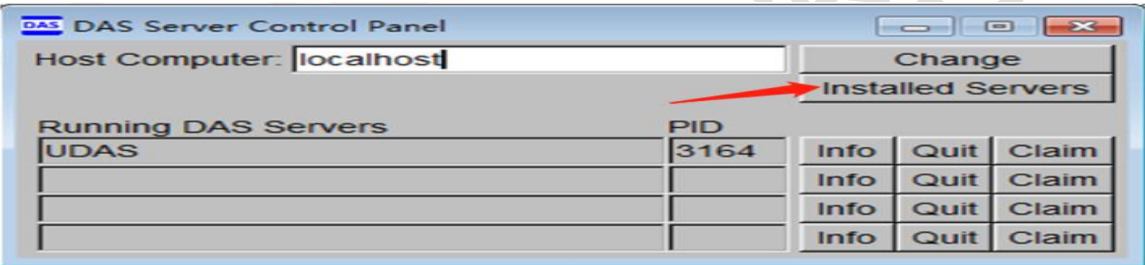 DAS DAS Server Control Panel
Host Computer: localhost Change
Installed Servers
Running DAS Servers PID
UDAS 3164 Info Quit Claim
Info Quit Claim
Info Quit Claim
Info Quit Claim